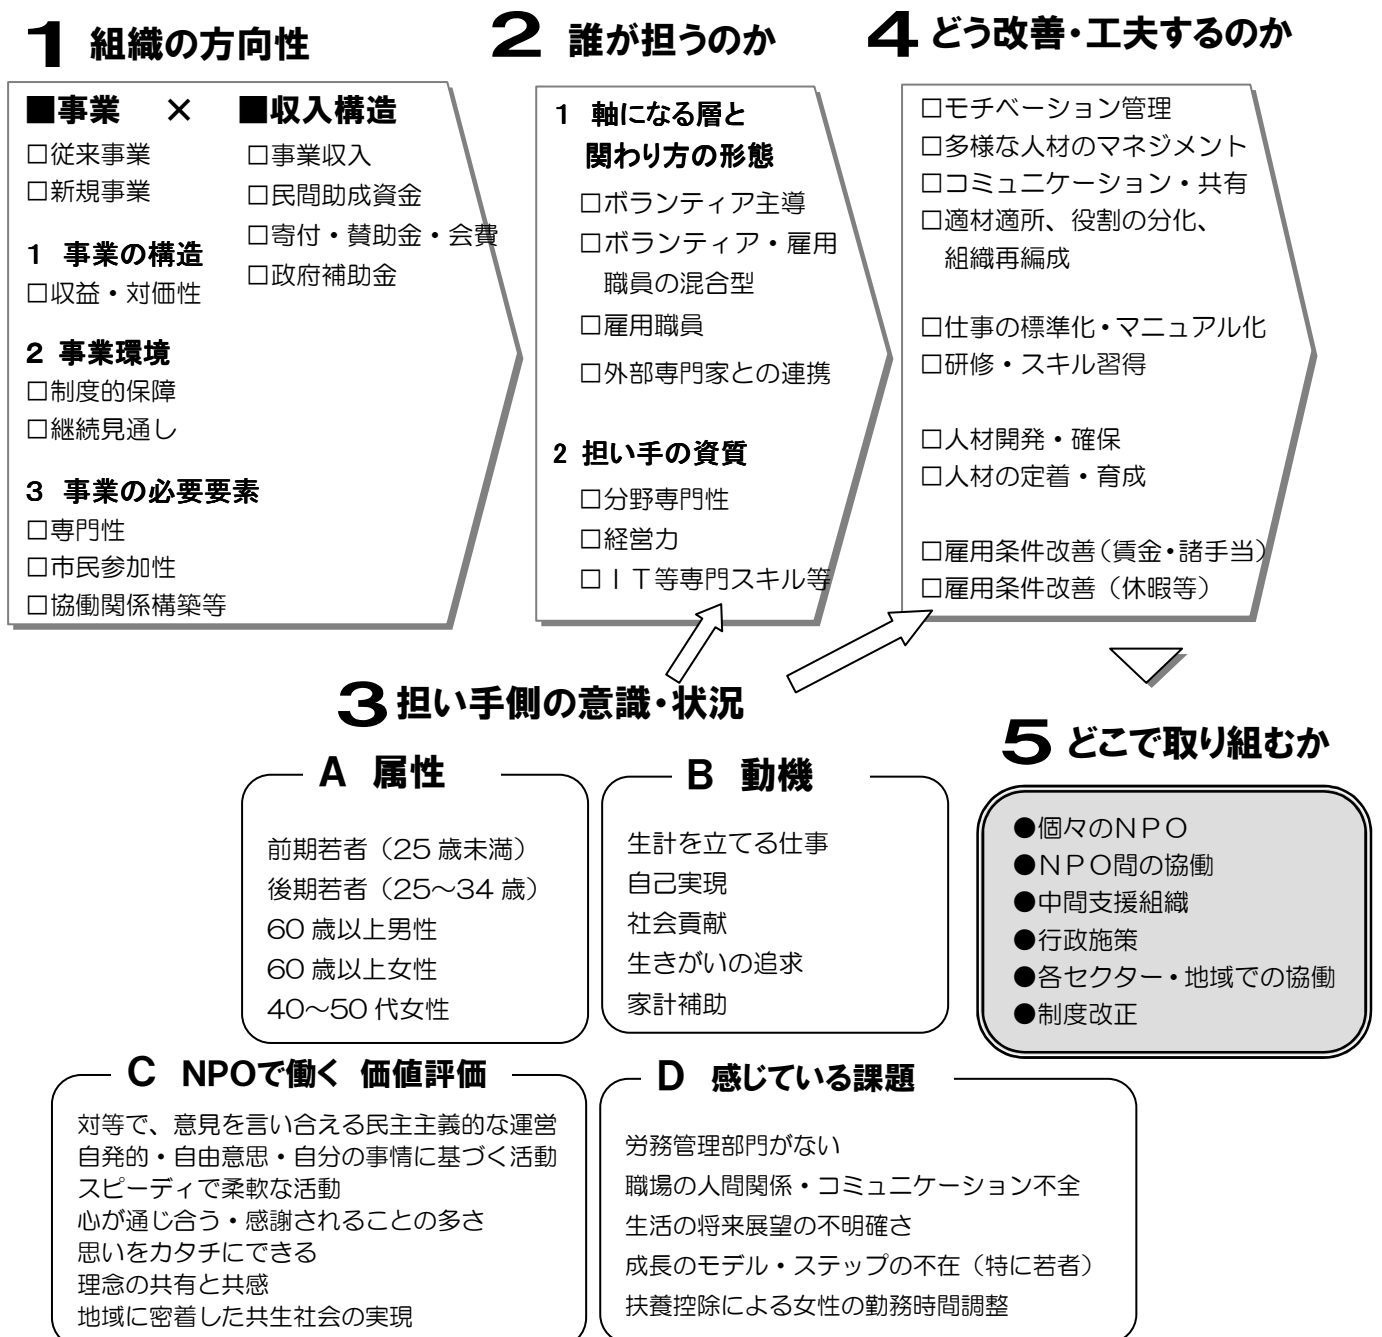 1 組織の方向性
■事業 × ■収入構造
□従来事業
□新規事業
□事業収入
□民間助成資金
□寄付・賛助金・会費
□政府補助金
1 事業の構造
□収益・対価性
2 事業環境
□制度的保障
□継続見通し
3 事業の必要要素
□専門性
□市民参加性
□協働関係構築等
2 誰が担うのか
1 軸になる層と
関わり方の形態
□ボランティア主導
□ボランティア・雇用
職員の混合型
□雇用職員
□外部専門家との連携
2 担い手の資質
□分野専門性
□経営力
□IT等専門スキル等
4 どう改善・工夫するのか
□モチベーション管理
□多様な人材のマネジメント
□コミュニケーション・共有
□適材適所、役割の分化、
組織再編成
□仕事の標準化・マニュアル化
□研修・スキル習得
□人材開発・確保
□人材の定着・育成
□雇用条件改善(賃金・諸手当)
□雇用条件改善(休暇等)
3 担い手側の意識・状況
A 属性
前期若者(25歳未満)
後期若者(25~34歳)
60歳以上男性
60歳以上女性
40~50代女性
B 動機
生計を立てる仕事
自己実現
社会貢献
生きがいの追求
家計補助
5 どこで取り組むか
●個々のNPO
●NPO間の協働
●中間支援組織
●行政施策
●各セクター・地域での協働
●制度改正
C NPOで働く 価値評価
対等で、意見を言い合える民主主義的な運営
自発的・自由意思・自分の事情に基づく活動
スピーディで柔軟な活動
心が通じ合う・感謝されることの多さ
思いをカタチにできる
理念の共有と共感
地域に密着した共生社会の実現
D 感じている課題
労務管理部門がない
職場の人間関係・コミュニケーション不全
生活の将来展望の不明確さ
成長のモデル・ステップの不在(特に若者)
扶養控除による女性の勤務時間調整